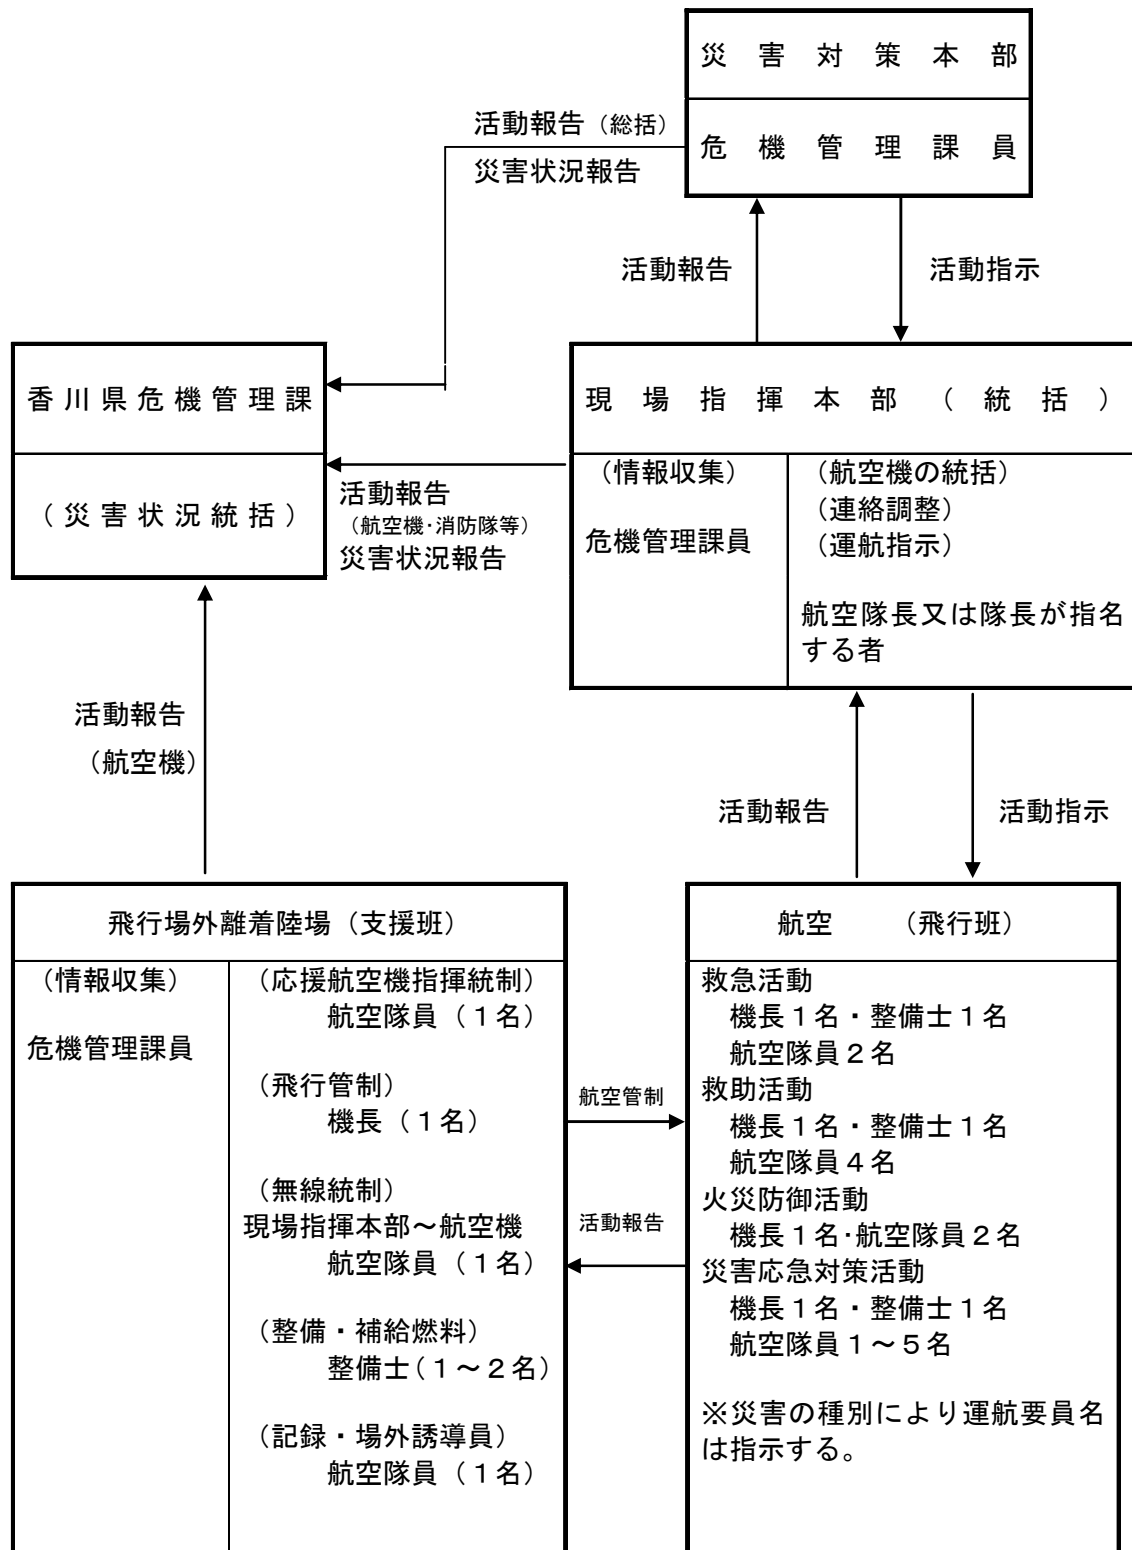 災害対策本部
危機管理課員
活動報告（総括）
災害状況報告
活動報告
活動指示
香川県危機管理課
（災害状況統括）
現場指揮本部（統括）
（情報収集）
危機管理課員
（航空機の統括）
（連絡調整）
（運航指示）
航空隊長又は隊長が指名
する者
活動報告
（航空機・消防隊等）
災害状況報告
活動報告
（航空機）
活動報告
活動指示
飛行場外離着陸場（支援班）
（情報収集）
危機管理課員
（応援航空機指揮統制）
航空隊員（１名）
（飛行管制）
機長（１名）
（無線統制）
現場指揮本部～航空機
航空隊員（１名）
（整備・補給燃料）
整備士（１～２名）
（記録・場外誘導員）
航空隊員（１名）
航空管制
活動報告
航空　　（飛行班）
救急活動
機長１名・整備士１名
航空隊員２名
救助活動
機長１名・整備士１名
航空隊員４名
火災防御活動
機長１名・航空隊員２名
災害応急対策活動
機長１名・整備士１名
航空隊員１～５名
※災害の種別により運航要員名
は指示する。